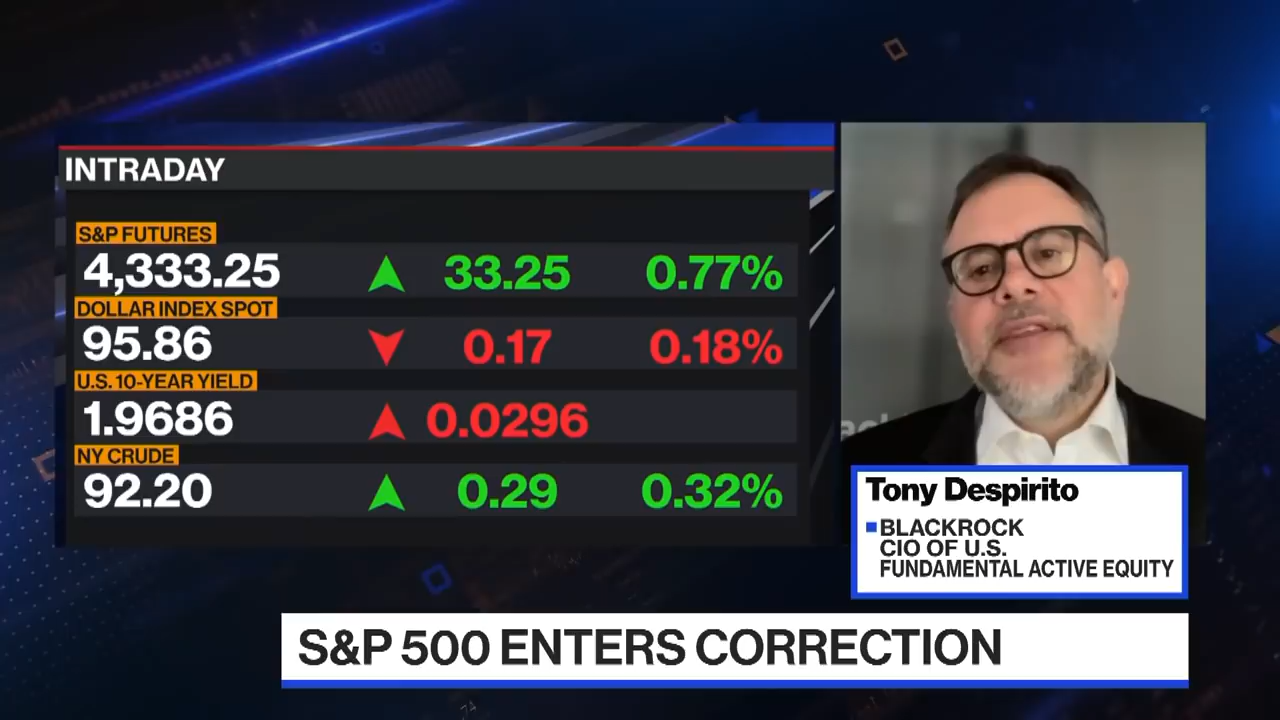 INTRADAY
S&P FUTURES
4,333.25 33.25 0.77%
DOLLAR INDEX SPOT
95.86 0.17 0.18%
U.S. 10-YEAR YIELD
1.9686 0.0296
NY CRUDE
92.20 0.29 0.32%
Tony Despirito
BLACKROCK
CIO OF U.S.
FUNDAMENTAL ACTIVE EQUITY
S&P 500 ENTERS CORRECTION